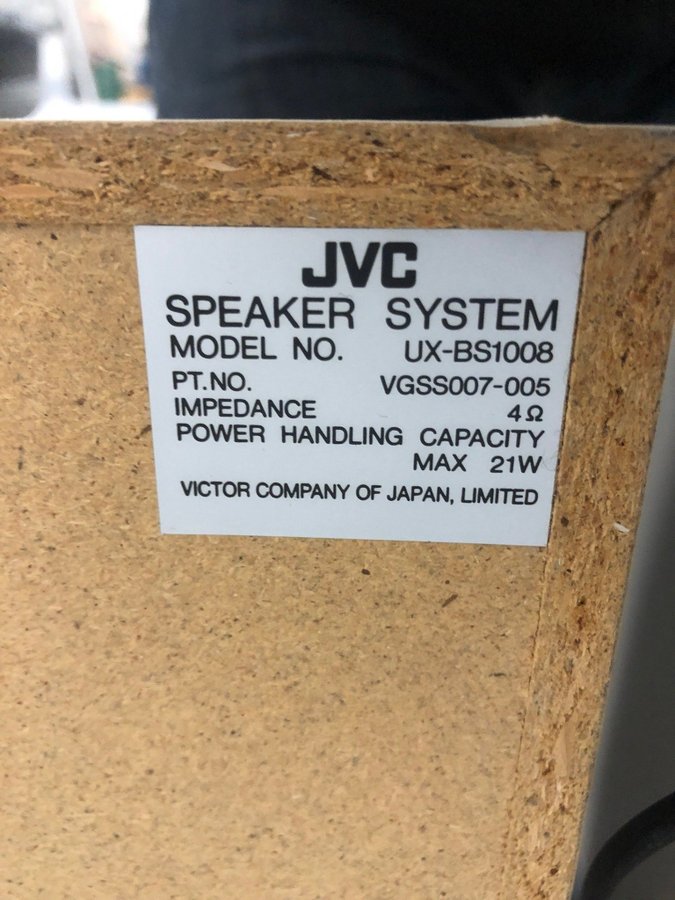 JVC
SPEAKER SYSTEM
MODEL NO. UX-BS1008
PT.NO. VGSS007-005
IMPEDANCE 4Ω
POWER HANDLING CAPACITY
MAX 21W
VICTOR COMPANY OF JAPAN, LIMITED